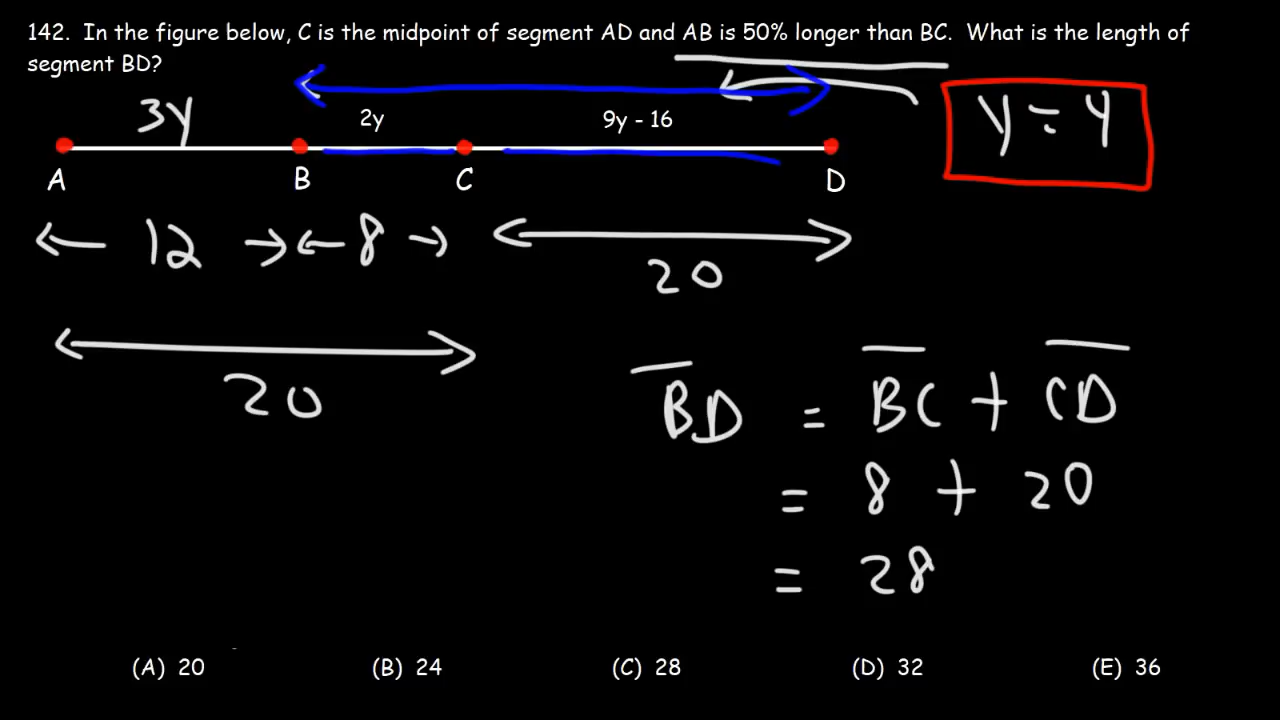 142. In the figure below, C is the midpoint of segment AD and AB is 50% longer than BC. What is the length of
segment BD?
3y 2y 9y - 16 y = 4
A B C D
12 8 20
20
BD = BC + CD
= 8 + 20
= 28
(A) 20 (B) 24 (C) 28 (D) 32 (E) 36